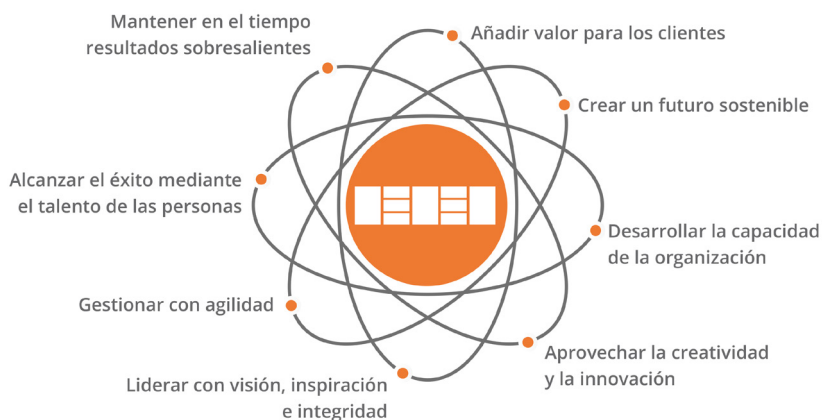 Mantener en el tiempo
resultados sobresalientes
Añadir valor para los clientes
Crear un futuro sostenible
Alcanzar el éxito mediante
el talento de las personas
Desarrollar la capacidad
de la organización
Gestionar con agilidad
Aprovechar la creatividad
y la innovación
Liderar con visión, inspiración
e integridad